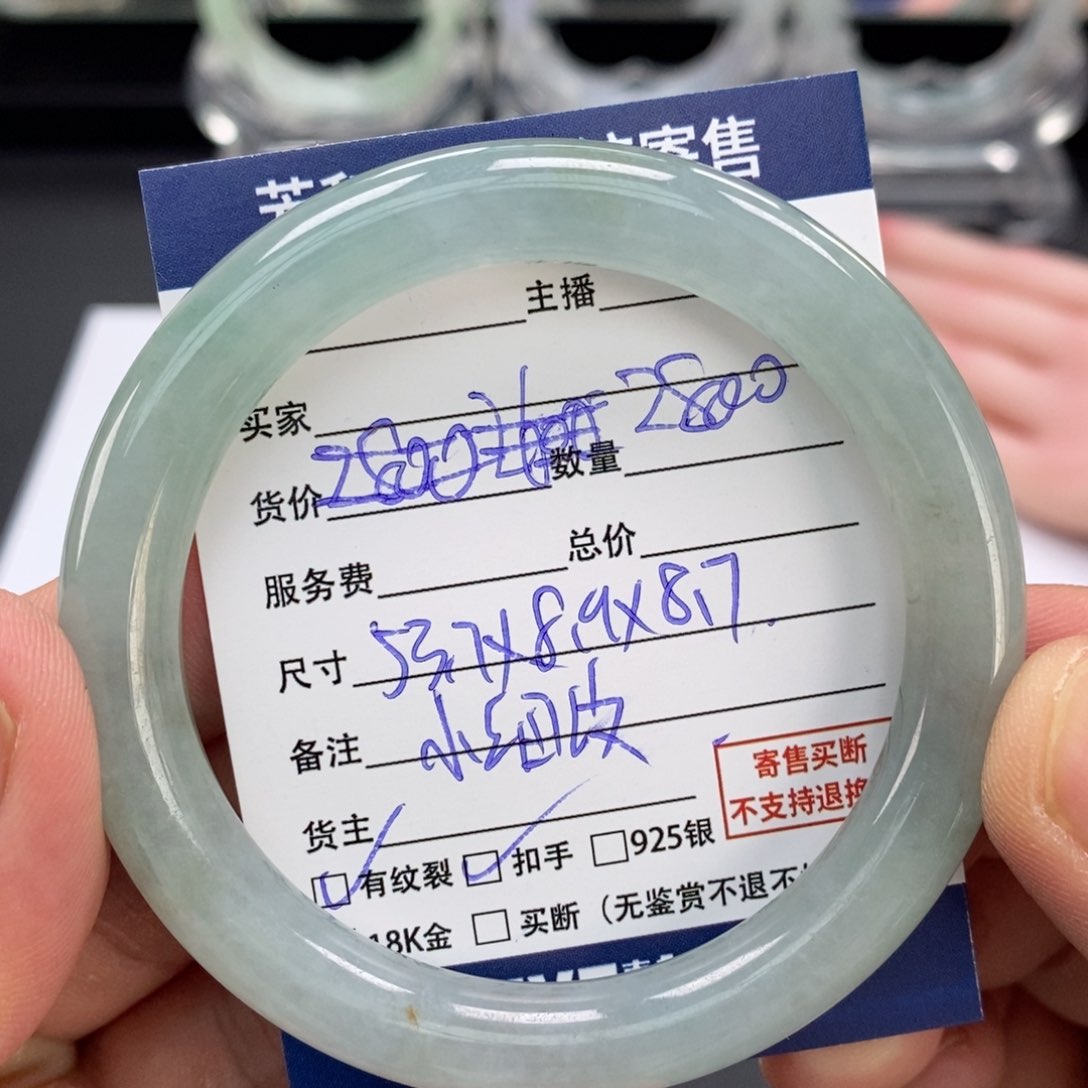 寄售
主播
买家 2800
货价 数量
服务费 总价
尺寸 53.7X8.9X8.7.
备注 小
寄售买断
不支持退换
货主
有纹裂 扣手 925银
18K金 买断（无鉴赏不退不